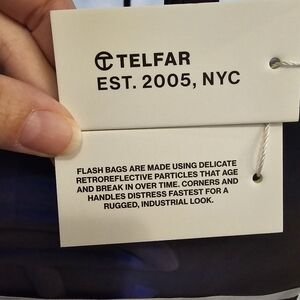 TELFAR
EST. 2005, NYC
FLASH BAGS ARE MADE USING DELICATE
RETROREFLECTIVE PARTICLES THAT AGE
AND BREAK IN OVER TIME. CORNERS AND
HANDLES DISTRESS FASTEST FOR A
RUGGED, INDUSTRIAL LOOK.